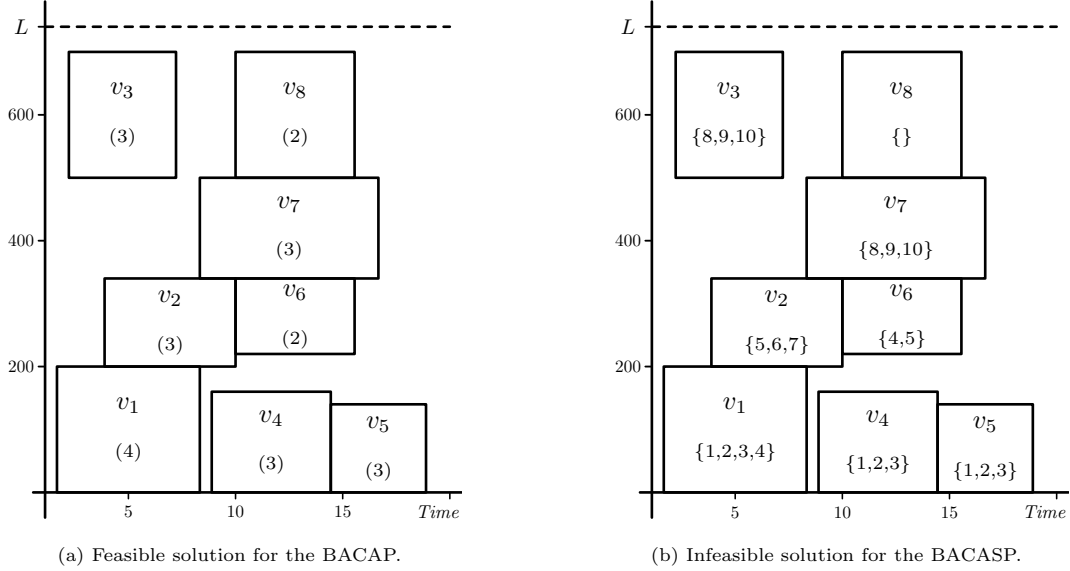 L
v3
(3)
v8
(2)
600
v7
(3)
400
v2
(3)
v6
(2)
200
v1
(4)
v4
(3)
v5
(3)
5
10
15
Time
(a) Feasible solution for the BACAP.
L
v3
{8,9,10}
v8
{}
600
v7
{8,9,10}
400
v2
{5,6,7}
v6
{4,5}
200
v1
{1,2,3,4}
v4
{1,2,3}
v5
{1,2,3}
5
10
15
Time
(b) Infeasible solution for the BACASP.